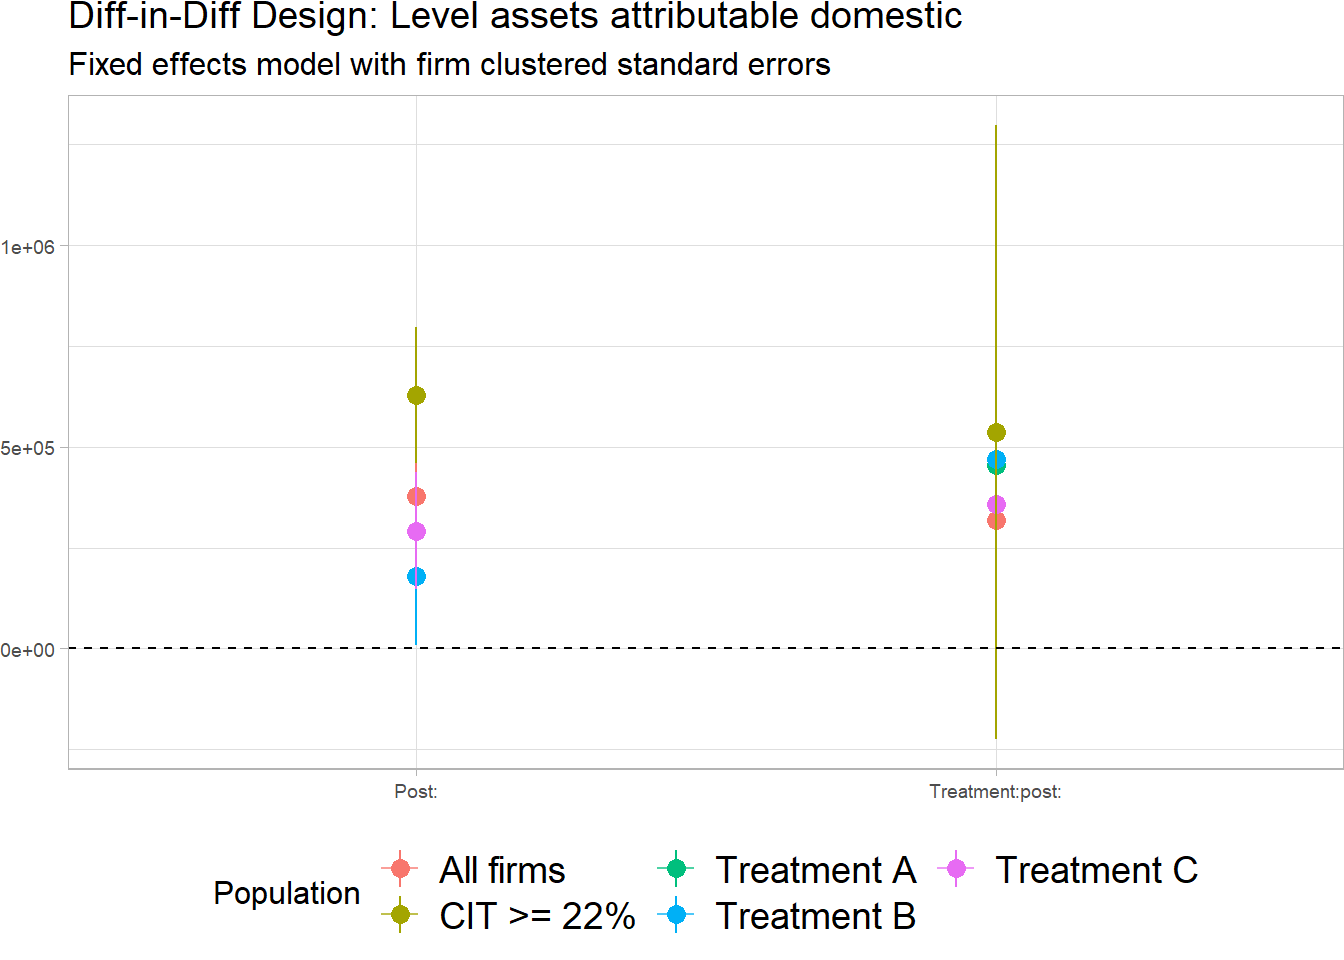 Diff-in-Diff Design: Level assets attributable domestic
Fixed effects model with firm clustered standard errors
1e+06
5e+05
0e+00
Post:
Treatment:post:
Population
All firms
CIT >= 22%
Treatment A
Treatment B
Treatment C